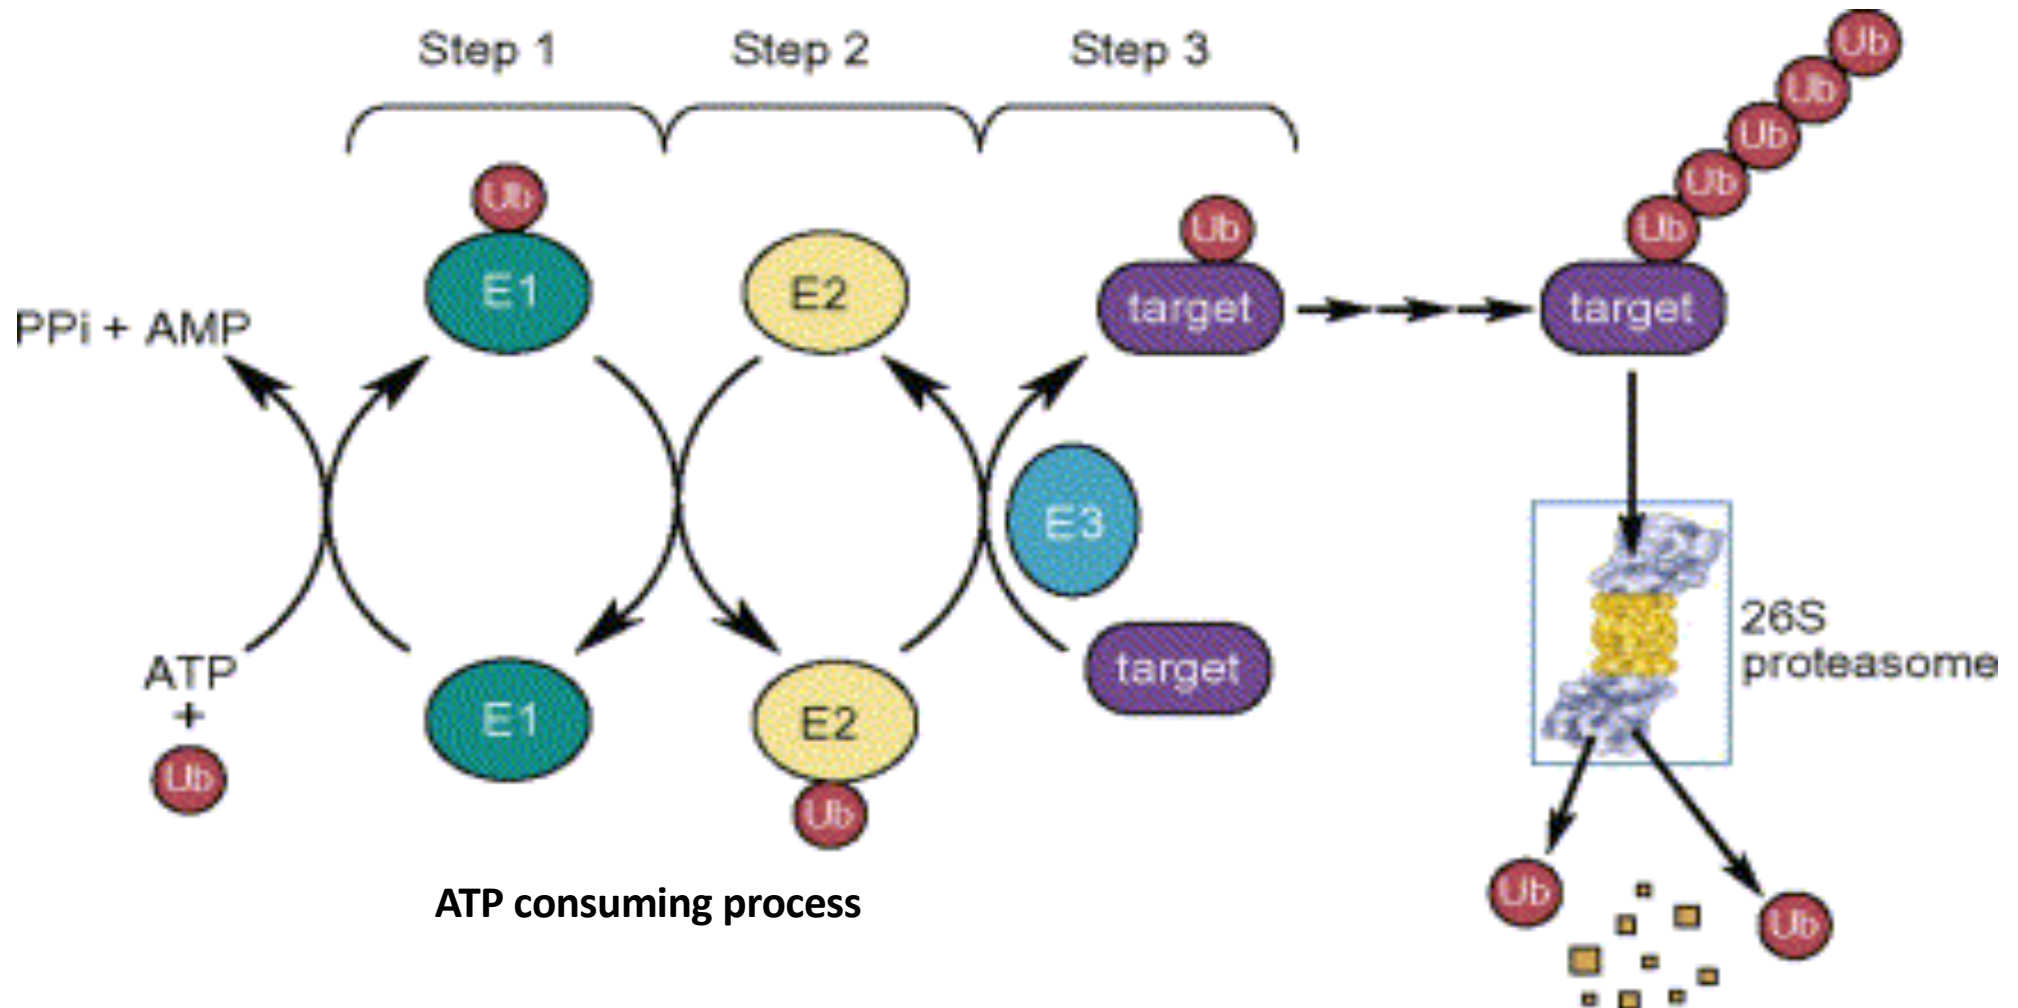 Step 1
Step 2
Step 3
Ub
Ub
Ub
Ub
Ub
Ub
Ub
E1
E2
target
target
PPi + AMP
E3
ATP
+
Ub
E1
E2
Ub
target
26S
proteasome
ATP consuming process
Ub
Ub